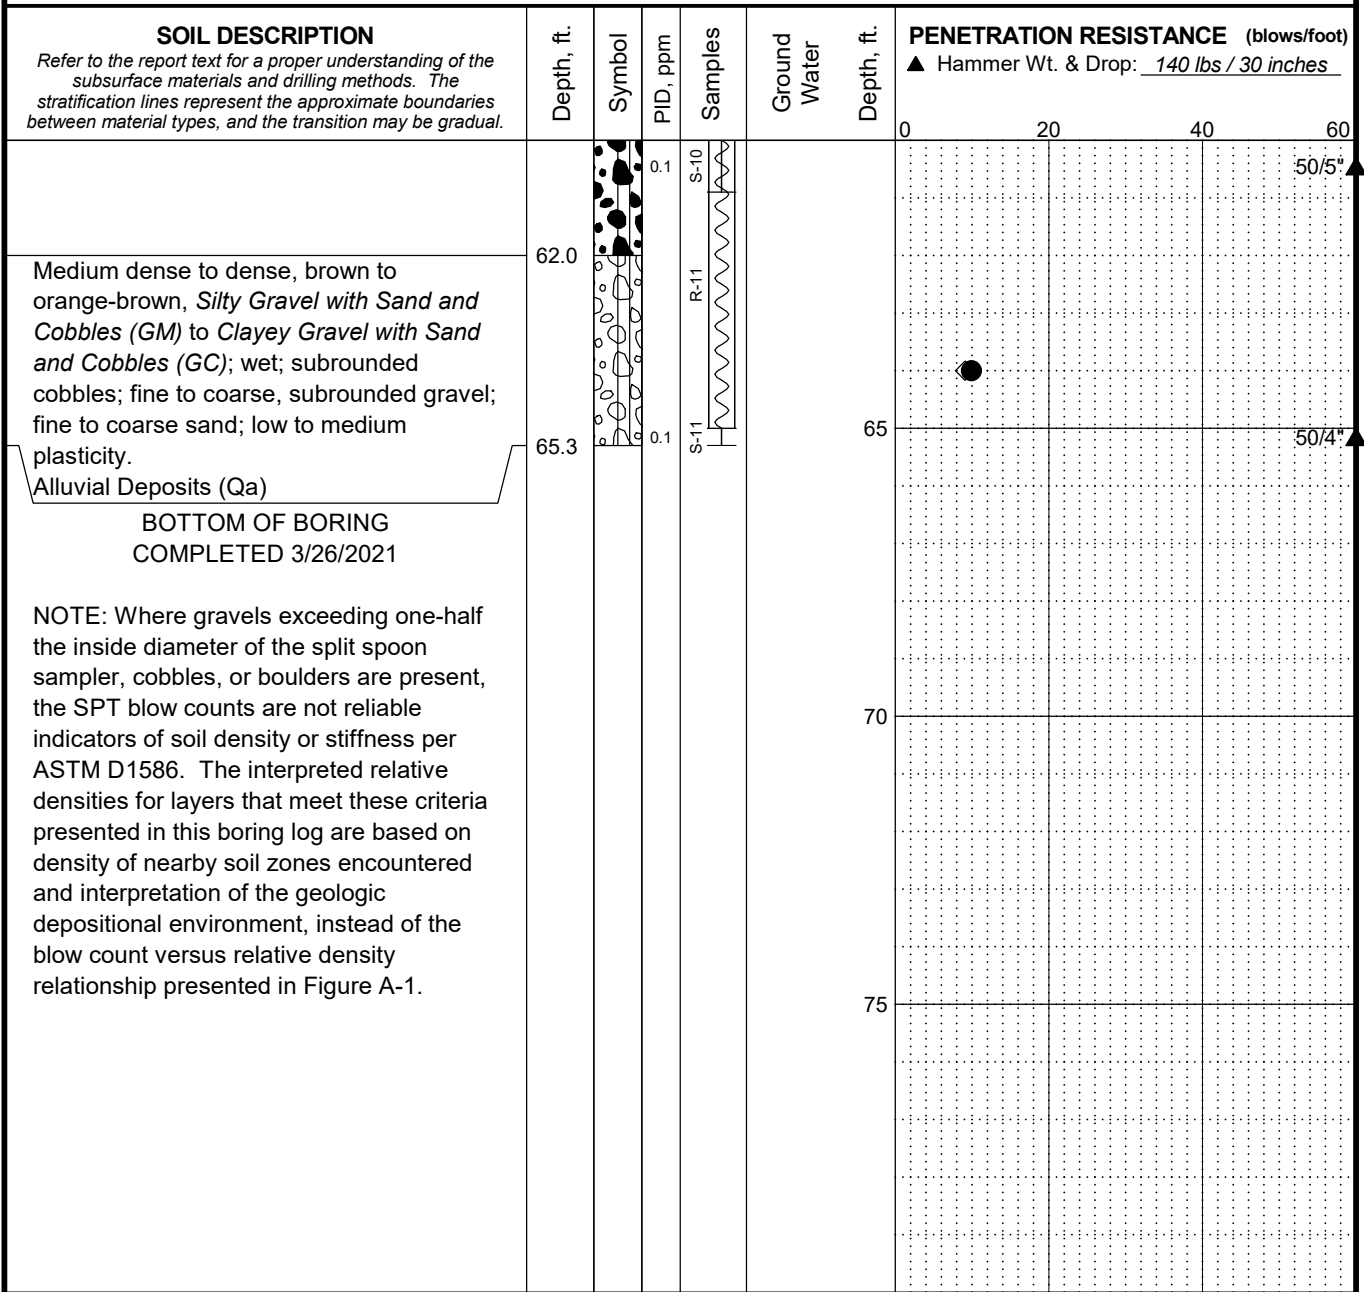 SOIL DESCRIPTION
Refer to the report text for a proper understanding of the
subsurface materials and drilling methods. The
stratification lines represent the approximate boundaries
between material types, and the transition may be gradual.
Depth, ft.
Symbol
PID, ppm
Samples
Ground
Water
Depth, ft.
PENETRATION RESISTANCE (blows/foot)
▲ Hammer Wt. & Drop: 140 lbs / 30 inches
0 20 40 60
0.1
S-10
50/5"
62.0
Medium dense to dense, brown to
orange-brown, Silty Gravel with Sand and
Cobbles (GM) to Clayey Gravel with Sand
and Cobbles (GC); wet; subrounded
cobbles; fine to coarse, subrounded gravel;
fine to coarse sand; low to medium
plasticity.
Alluvial Deposits (Qa)
R-11
65.3
0.1
S-11
65
50/4"
BOTTOM OF BORING
COMPLETED 3/26/2021
NOTE: Where gravels exceeding one-half
the inside diameter of the split spoon
sampler, cobbles, or boulders are present,
the SPT blow counts are not reliable
indicators of soil density or stiffness per
ASTM D1586. The interpreted relative
densities for layers that meet these criteria
presented in this boring log are based on
density of nearby soil zones encountered
and interpretation of the geologic
depositional environment, instead of the
blow count versus relative density
relationship presented in Figure A-1.
70
75